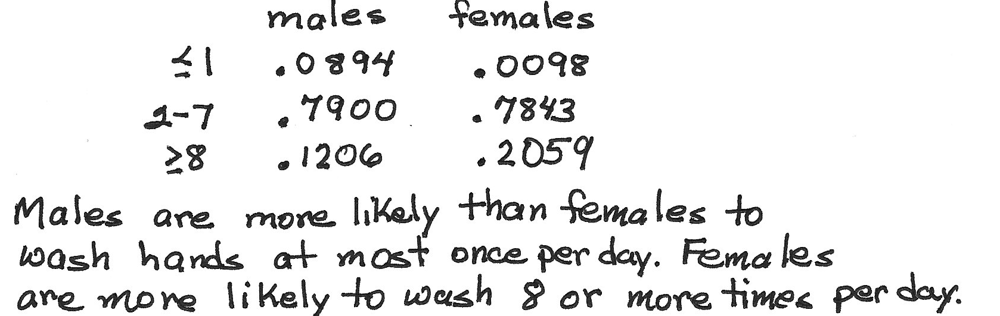 males females
≤1 .0894 .0098
2-7 .7900 .7843
≥8 .1206 .2059
Males are more likely than females to
wash hands at most once per day. Females
are more likely to wash 8 or more times per day.